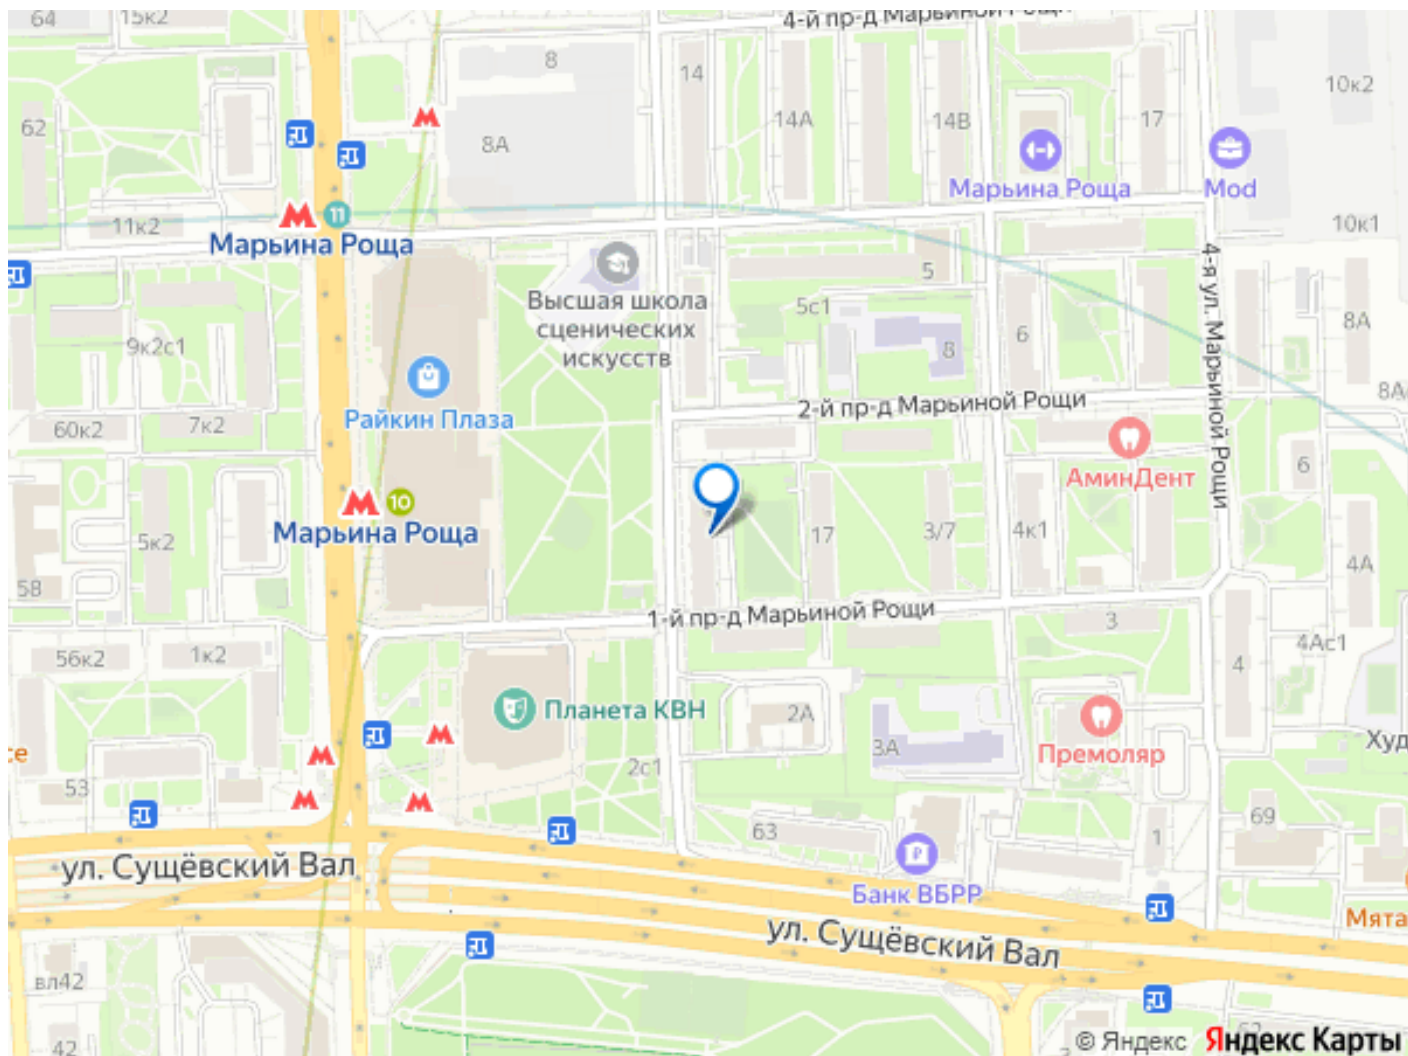 64
15к2
4-й пр-д Марьиной Рощи
8
14
10к2
62
8А
14А
14В
17
Марьина Роща
Mod
11к2
11
Марьина Роща
10к1
5
4-я ул. Марьиной Рощи
Высшая школа
сценических
искусств
5с1
6
8
8А
9к2с1
Райкин Плаза
2-й пр-д Марьиной Рощи
60к2
7к2
АминДент
6
10
Марьина Роща
5к2
17
3/7
4к1
4А
58
1-й пр-д Марьиной Рощи
3
56к2
1к2
4
4Ас1
Планета КВН
2А
3А
Премоляр
Худ
се
53
2с1
63
1
69
ул. Сущёвский Вал
Банк ВБРР
Мята
ул. Сущёвский Вал
вл42
42
© Яндекс Яндекс Карты